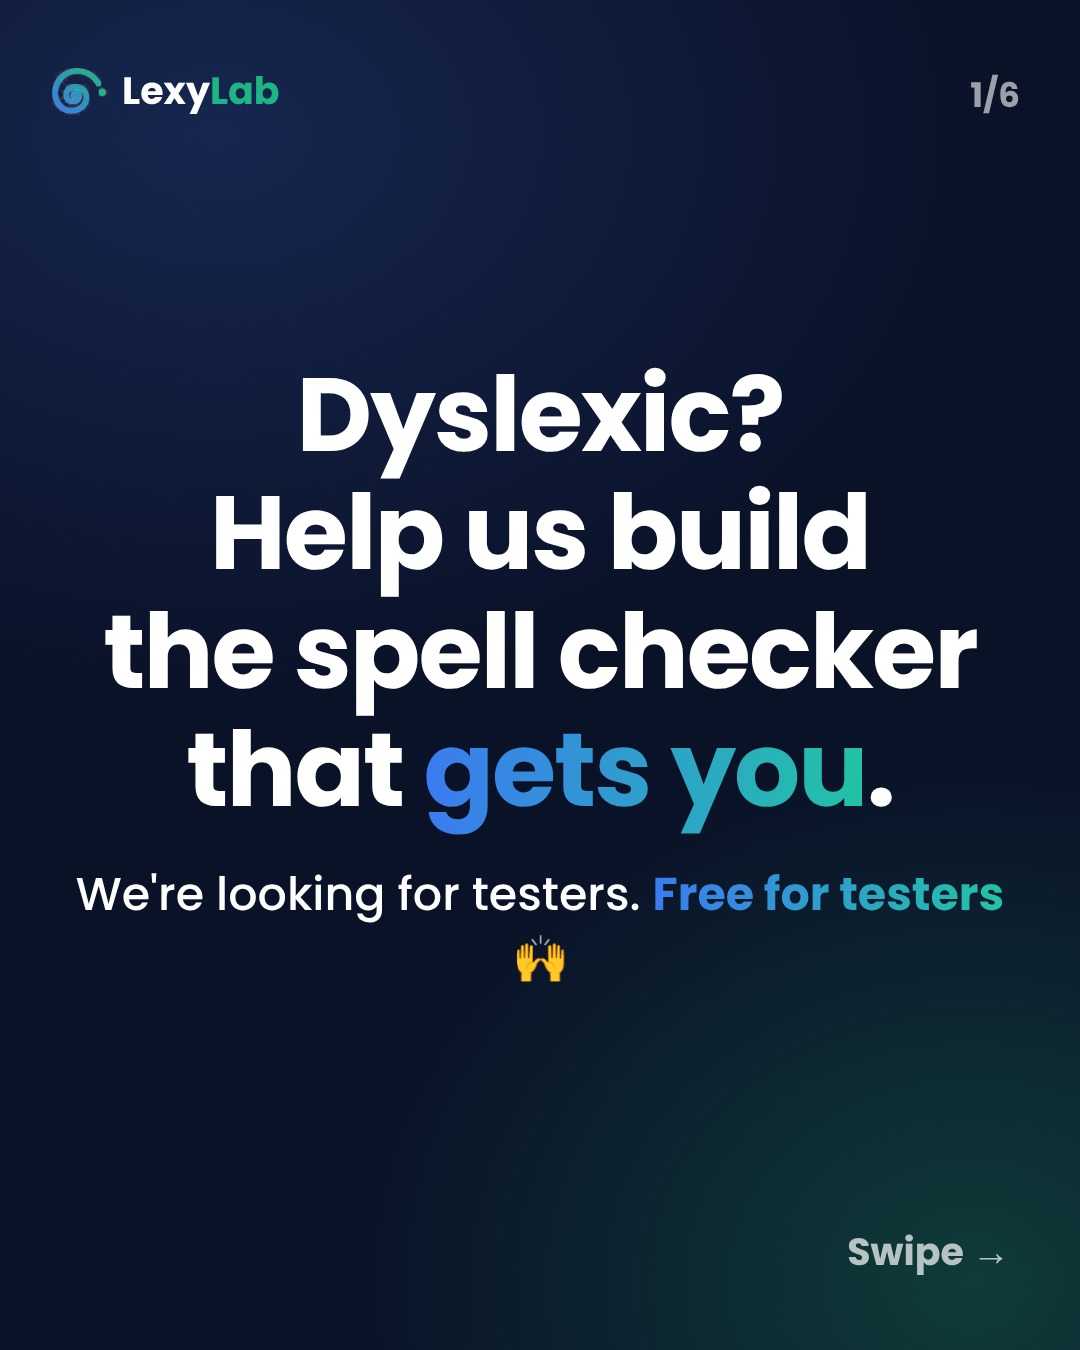 LexyLab
1/6
Dyslexic?
Help us build
the spell checker
that gets you.
We're looking for testers. Free for testers
🙌
Swipe →